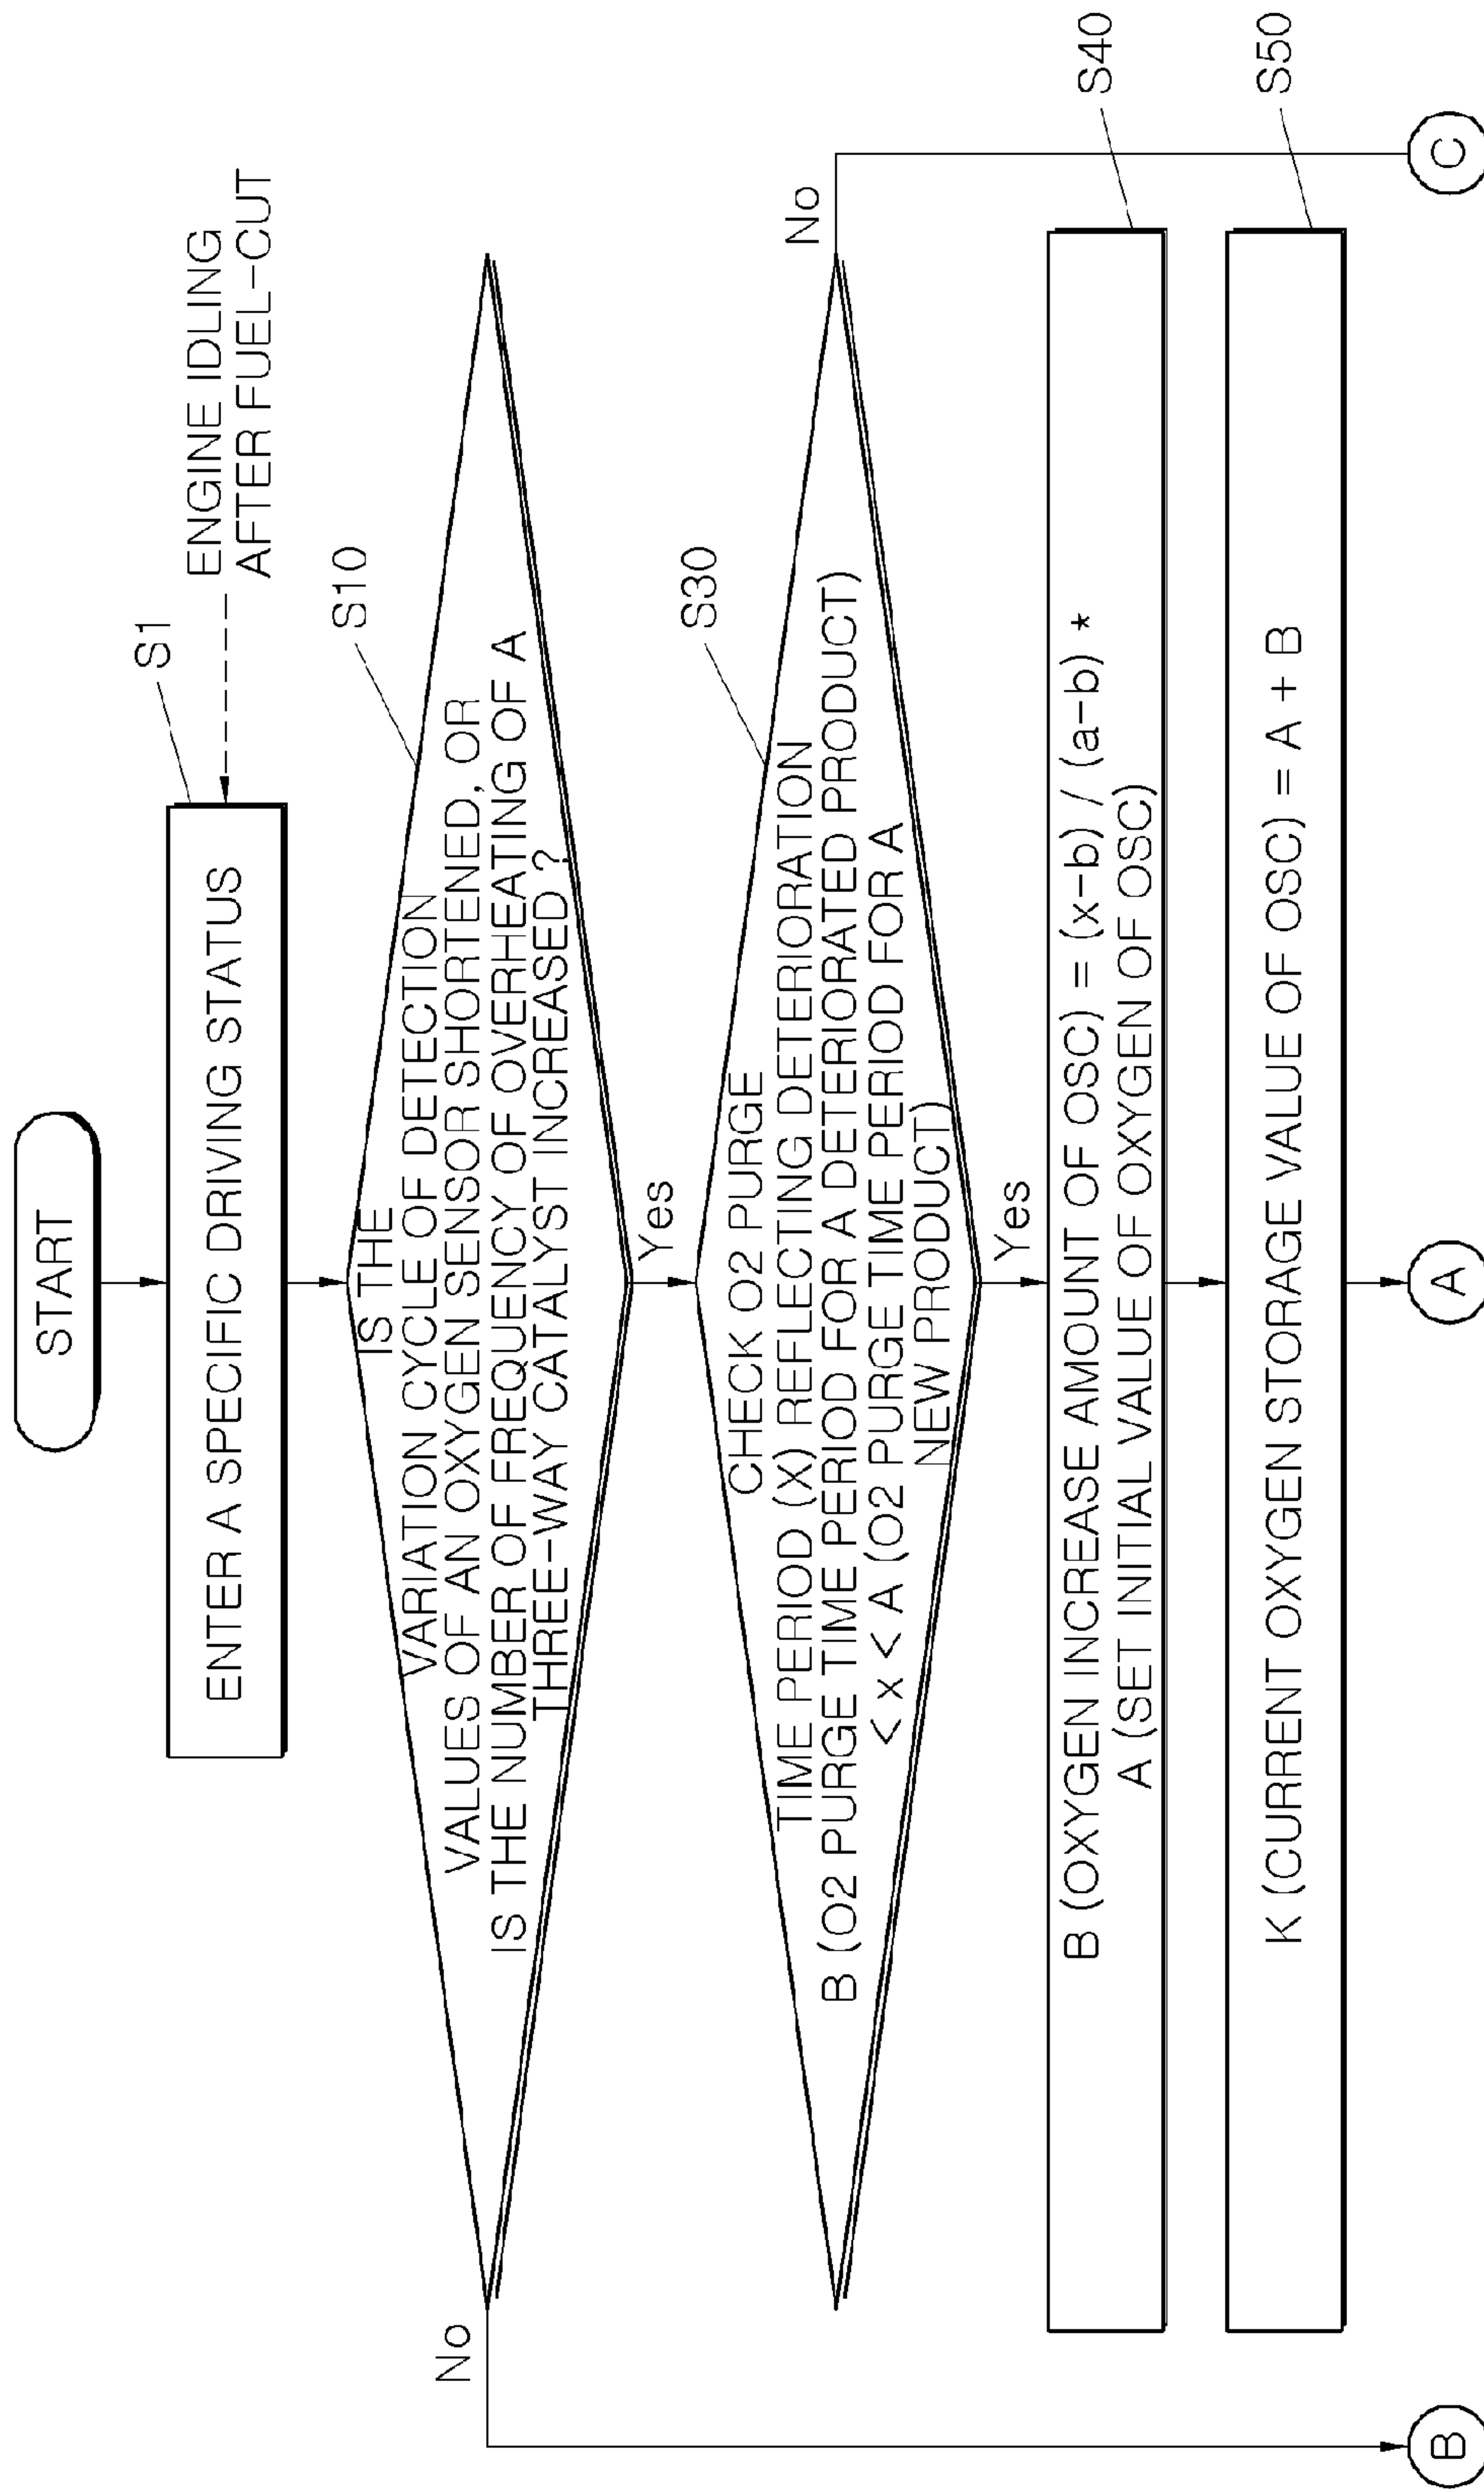 START
ENTER A SPECIFIC DRIVING STATUS
S1
ENGINE IDLING
AFTER FUEL-CUT
S10
IS THE
VARIATION CYCLE OF DETECTION
VALUES OF AN OXYGEN SENSOR SHORTENED, OR
IS THE NUMBER OF FREQUENCY OF OVERHEATING OF A
THREE-WAY CATALYST INCREASED ?
No
Yes
S30
CHECK O2 PURGE
TIME PERIOD (X) REFLECTING DETERIORATION
B (O2 PURGE TIME PERIOD FOR A DETERIORATED PRODUCT)
< x < A (O2 PURGE TIME PERIOD FOR A
NEW PRODUCT)
No
Yes
S40
B (OXYGEN INCREASE AMOUNT OF OSC) = (x-b) / (a-b) *
A (SET INITIAL VALUE OF OXYGEN OF OSC)
S50
K (CURRENT OXYGEN STORAGE VALUE OF OSC) = A + B
B
A
C